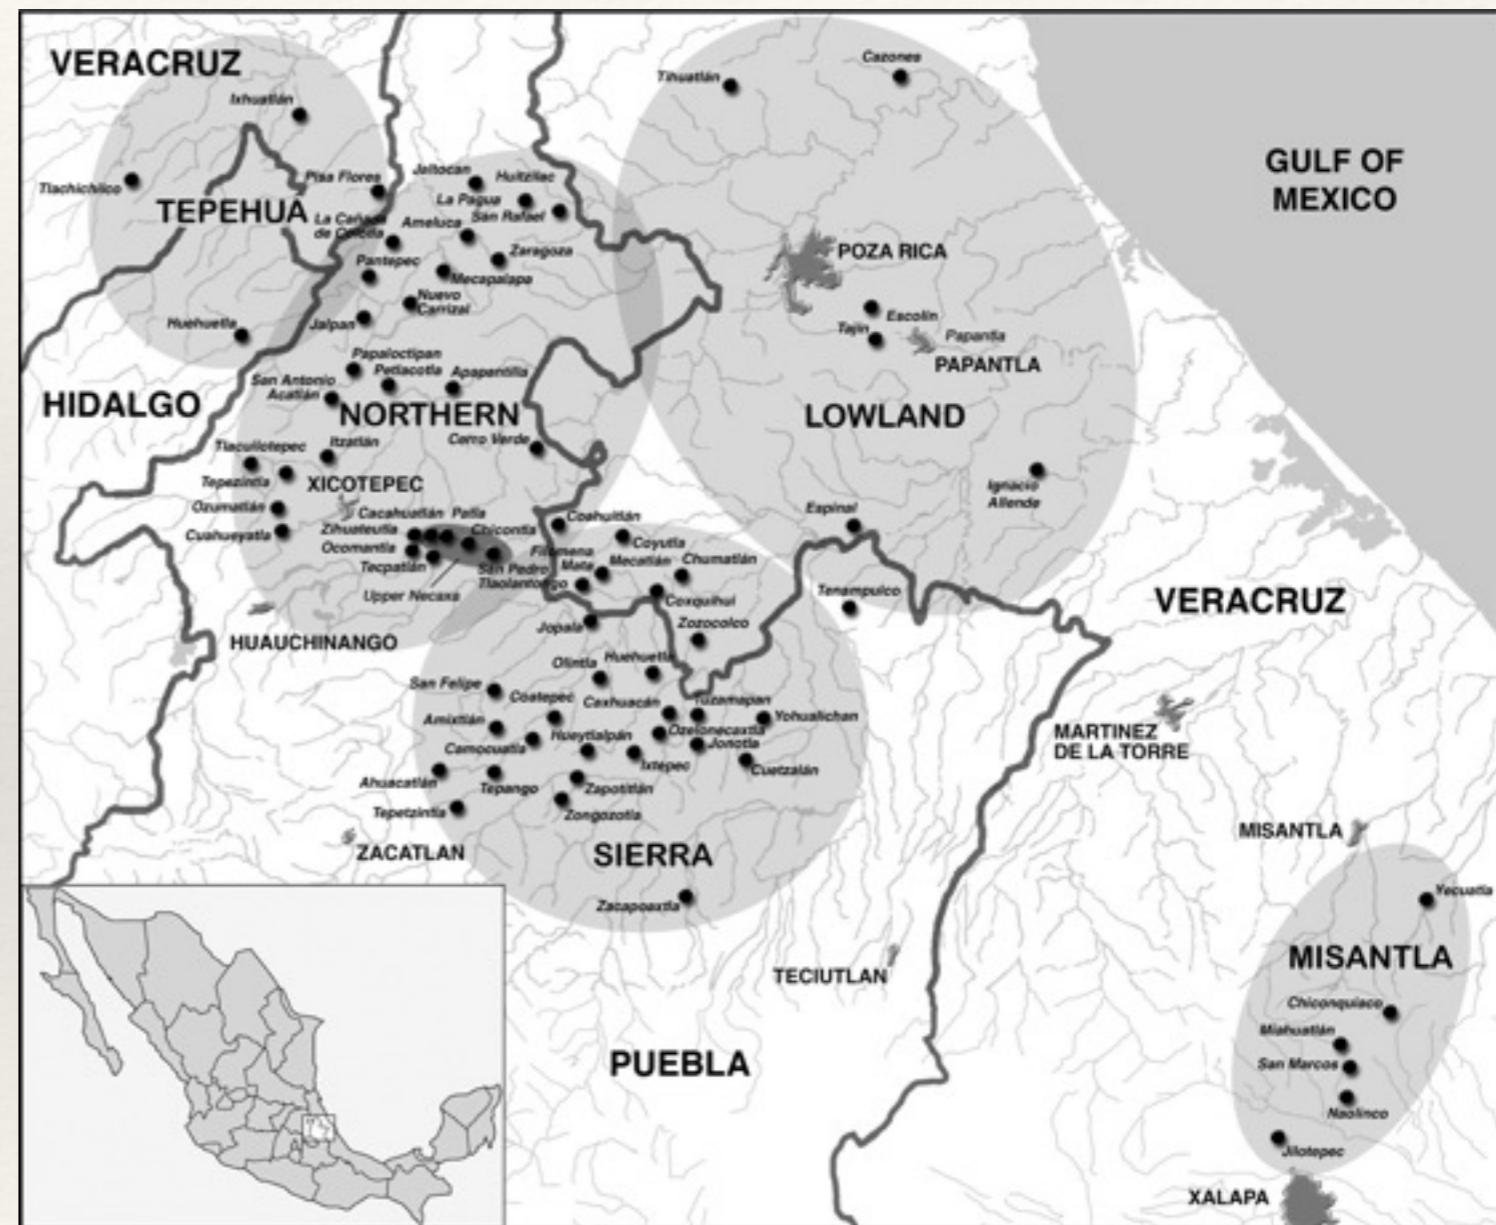 VERACRUZ
Ixhuatlán
Tlachichilco
TEPEHUA
Pisa Flores
La Cañada
de Colotla
Huehuetla
Jaltocan
Huitzilac
La Pagua
San Rafael
Ameluca
Zaragoza
Pantepec
Mecapalapa
Nuevo
Carrizal
Jalpan
Tihuatlán
Cazones
GULF OF
MEXICO
POZA RICA
Escolín
Tajín
Papantla
PAPANTLA
Papaloctipan
Petlacotla
Apapantilla
San Antonio
Acatlán
HIDALGO
NORTHERN
LOWLAND
Cerro Verde
Tlacuilotepec
Itzatlán
Tepezintla
XICOTEPEC
Ozumatlán
Cuahueyatla
Cacahuatlán
Patla
Zihuateutla
Chicontla
Ocomantla
Tecpatlán
San Pedro
Tlaolantongo
Upper Necaxa
HUAUCHINANGO
Ignacio
Allende
Espinal
Coahuitlán
Coyutla
Filomena
Mata
Mecatlán
Chumatlán
Coxquihui
Tenampulco
Jopala
Zozocolco
VERACRUZ
Olintla
Huehuetla
San Felipe
Coatepec
Caxhuacán
Tuzamapan
Yohualichan
Amixtlán
Hueytlalpán
Ozelonecaxtla
Jonotla
Camocuatla
Ixtepec
Cuetzalán
Ahuacatlán
Tepango
Zapotitlán
Tepetzintla
Zongozotla
ZACATLAN
SIERRA
Zacapoaxtla
MARTINEZ
DE LA TORRE
MISANTLA
Yecuatla
TECIUTLAN
MISANTLA
Chiconquiaco
Miahuatlán
San Marcos
Naolinco
Jilotepec
PUEBLA
XALAPA